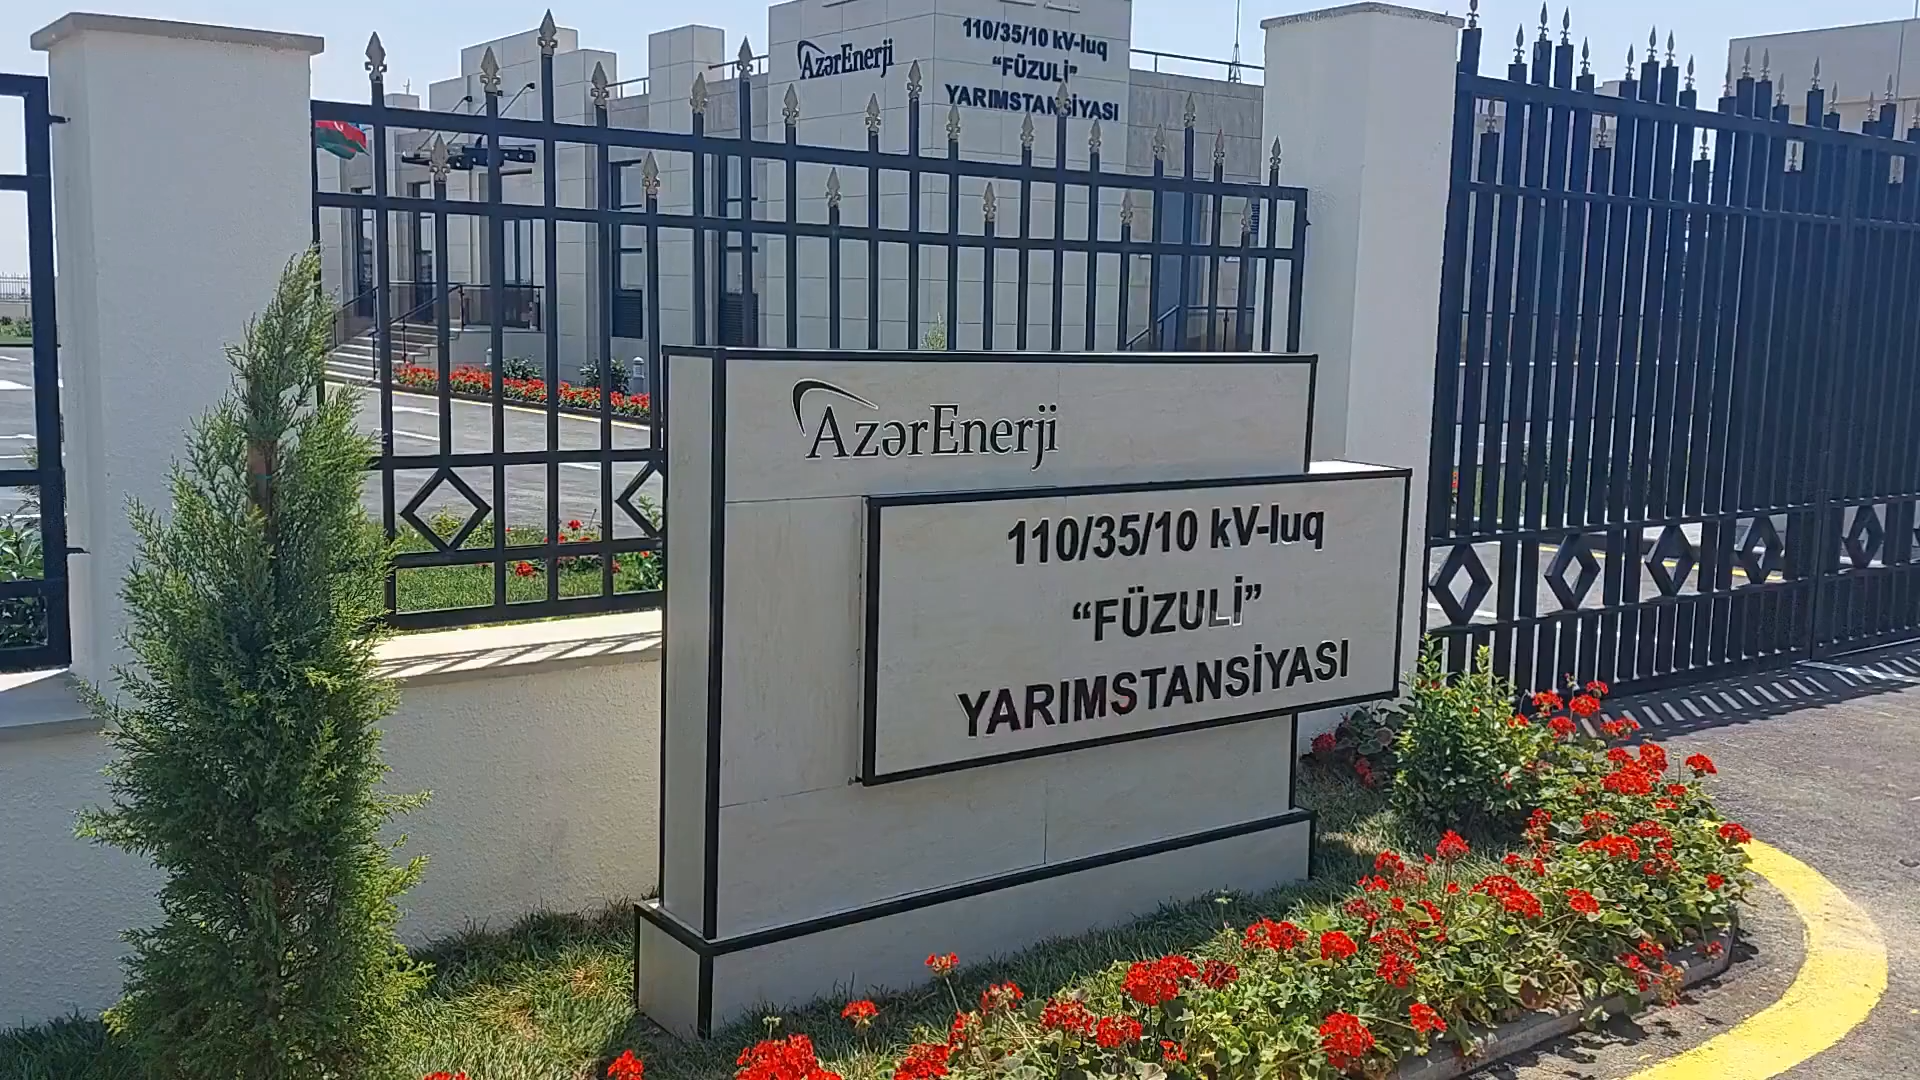 AzərEnerji
110/35/10 kV-luq
“FÜZULİ”
YARIMSTANSİYASI
AzərEnerji
110/35/10 kV-luq
“FÜZULİ”
YARIMSTANSİYASI